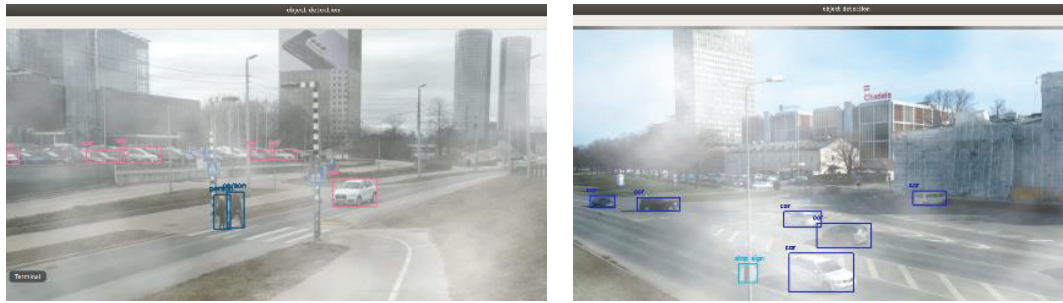 object detection
person
person
Terminal
object detection
Citadele
car
car
car
car
car
car
stop sign